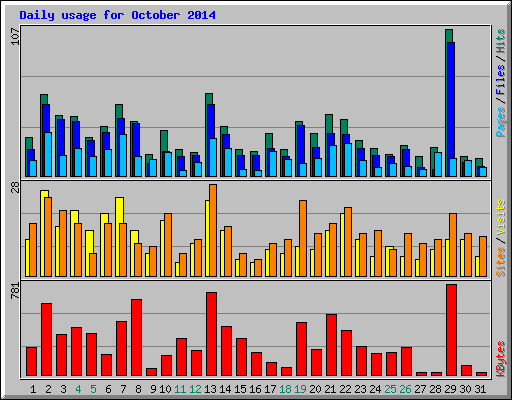 Daily usage for October 2014
107
28
781
Pages / Files / Hits
Sites / Visits
KBytes
1 2 3 4 5 6 7 8 9 10 11 12 13 14 15 16 17 18 19 20 21 22 23 24 25 26 27 28 29 30 31